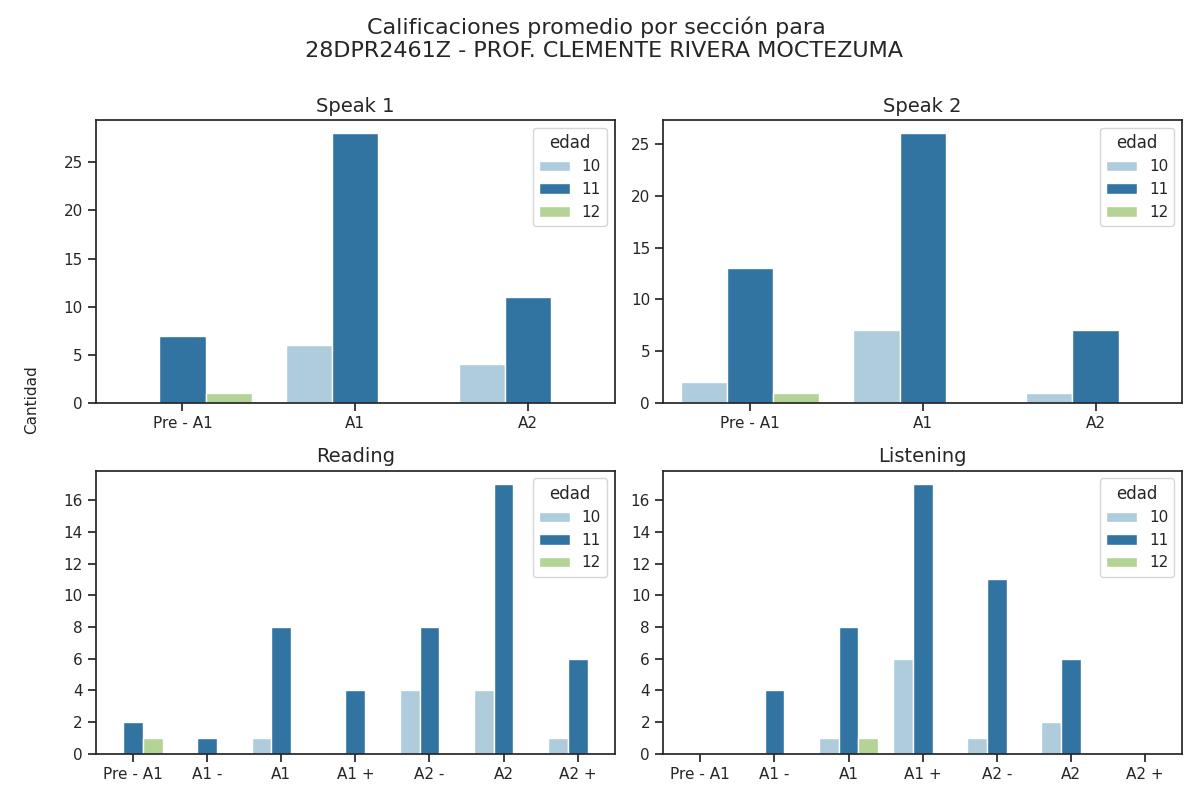 Calificaciones promedio por sección para
28DPR2461Z - PROF. CLEMENTE RIVERA MOCTEZUMA
Cantidad
Speak 1
25
20
15
10
5
0
Pre - A1
A1
A2
edad
10
11
12
Speak 2
25
20
15
10
5
0
Pre - A1
A1
A2
edad
10
11
12
Reading
16
14
12
10
8
6
4
2
0
Pre - A1
A1 -
A1
A1 +
A2 -
A2
A2 +
edad
10
11
12
Listening
16
14
12
10
8
6
4
2
0
Pre - A1
A1 -
A1
A1 +
A2 -
A2
A2 +
edad
10
11
12